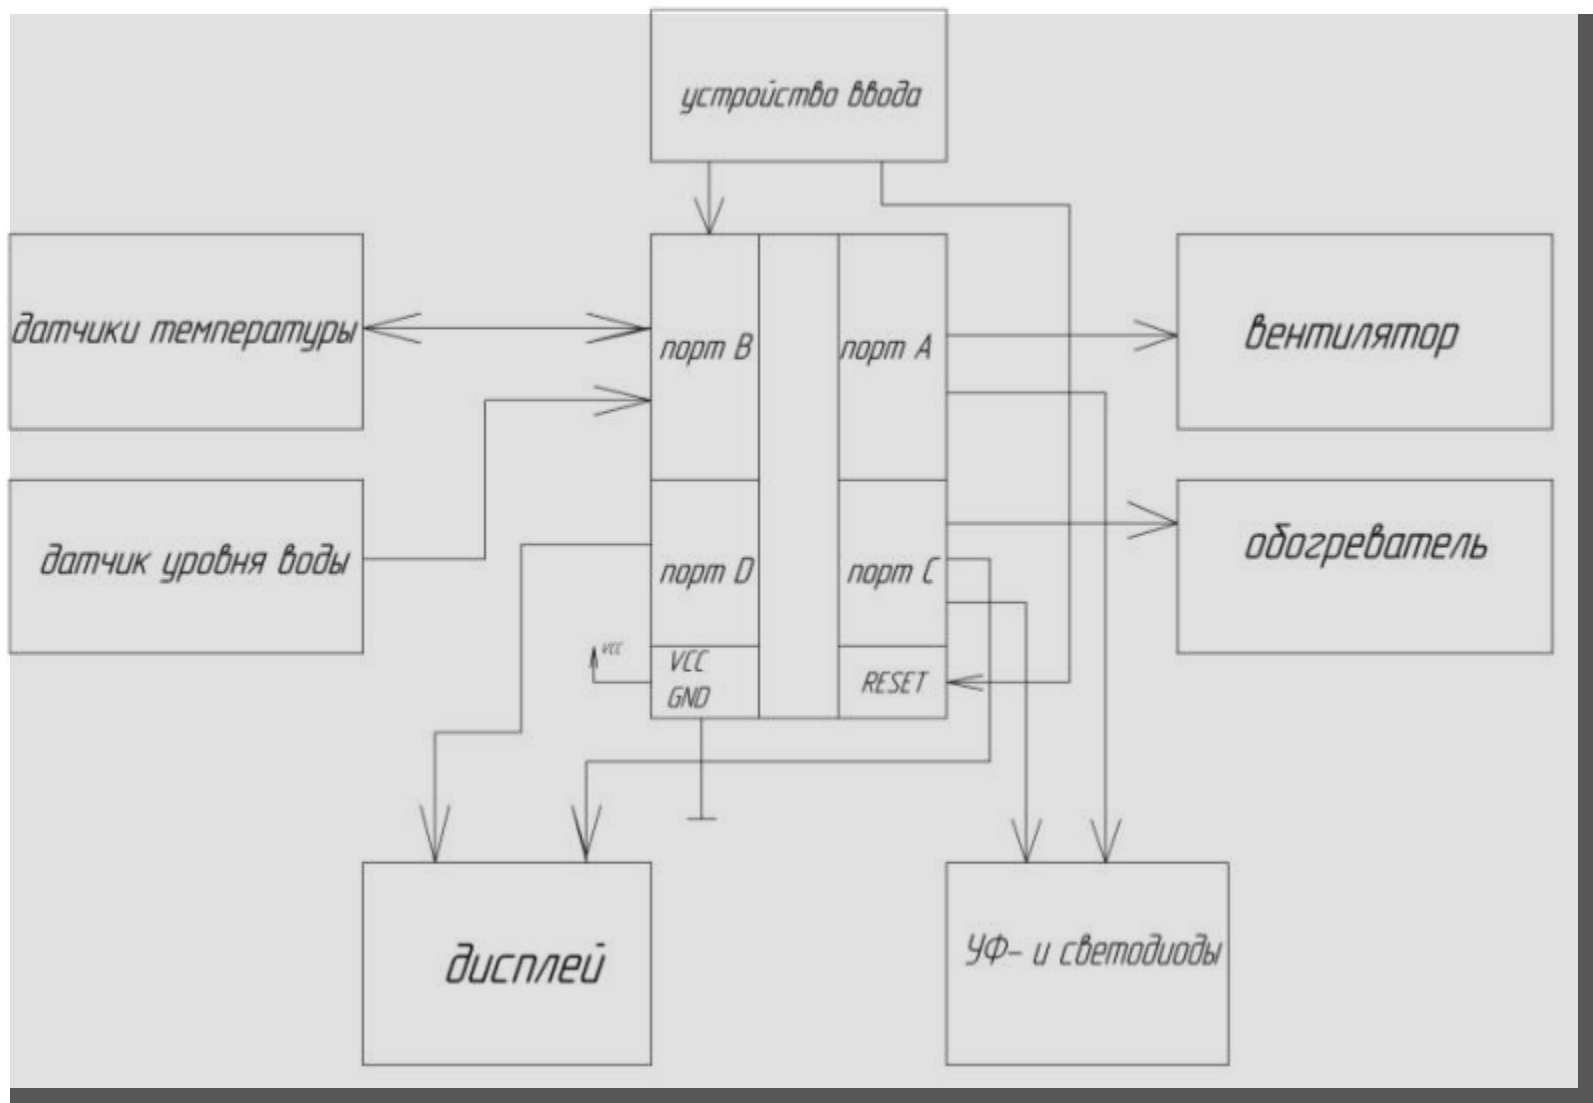 устройство ввода
датчики температуры
порт B
порт A
вентилятор
датчик уровня воды
порт D
порт C
обогреватель
VCC
VCC
GND
RESET
дисплей
УФ- и светодиоды